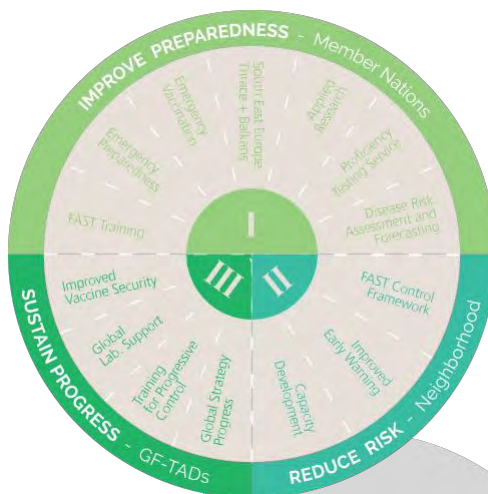 IMPROVE PREPAREDNESS - Member Nations
FAST Training
Emergency
Preparedness
Emergency
Vaccination
South East Europe
Thrace + Balkans
Applied
Research
Proficiency
Testing Service
Disease Risk
Assessment and
Forecasting
I
III
II
FAST Control
Framework
Improved
Early Warning
Capacity
Development
REDUCE RISK - Neighborhood
Improved
Vaccine Security
Global
Lab. Support
Training
for Progressive
Control
Global Strategy
Progress
SUSTAIN PROGRESS - GF-TADs